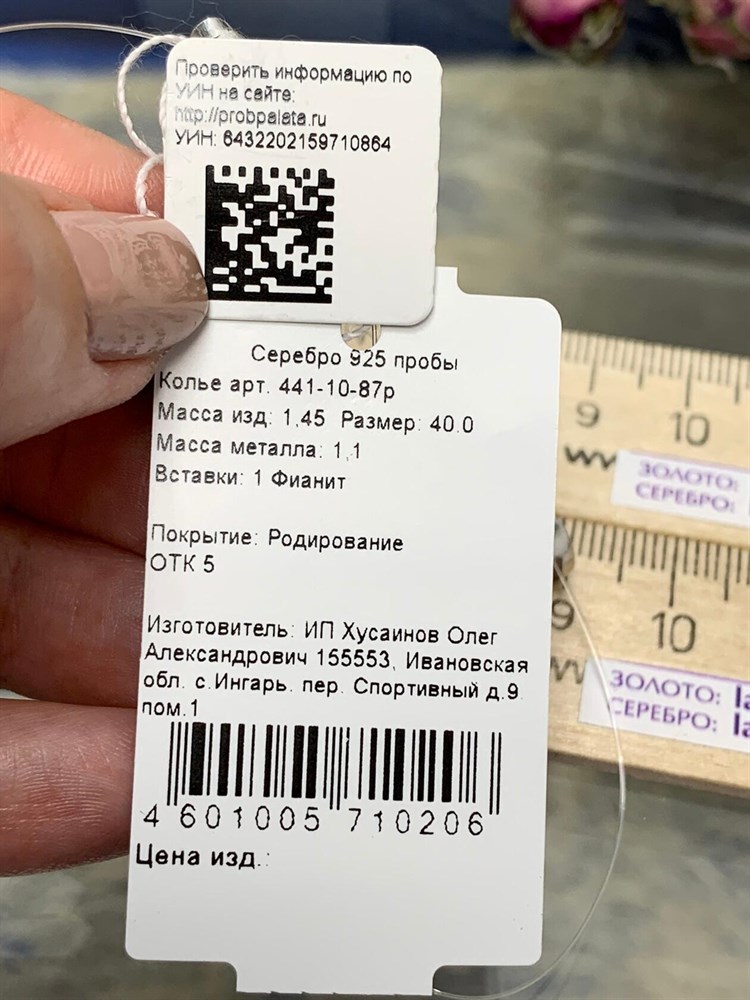 Проверить информацию по
УИН на сайте:
http://probpalata.ru
УИН: 6432202159710864
Серебро 925 пробы
Колье арт. 441-10-87р
Масса изд: 1,45 Размер: 40.0
Масса металла: 1,1
Вставки: 1 Фианит
Покрытие: Родирование
ОТК 5
Изготовитель: ИП Хусаинов Олег
Александрович 155553, Ивановская
обл. с.Ингарь. пер. Спортивный д.9
пом.1
4 601005 710206
Цена изд.:
9 10
ЗОЛОТО:
СЕРЕБРО:
9 10
ЗОЛОТО:
СЕРЕБРО: